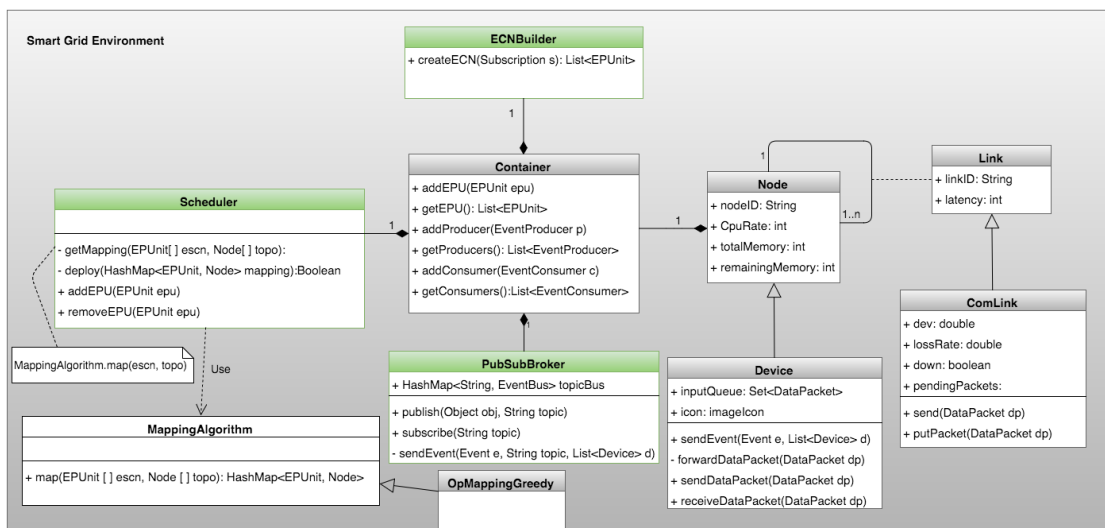 Smart Grid Environment
ECNBuilder
+ createECN(Subscription s): List<EPUnit>
1
Container
+ addEPU(EPUnit epu)
+ getEPU(): List<EPUnit>
+ addProducer(EventProducer p)
+ getProducers(): List<EventProducer>
+ addConsumer(EventConsumer c)
+ getConsumers():List<EventConsumer>
1
1
1
Scheduler
- getMapping(EPUnit[ ] escn, Node[ ] topo):
- deploy(HashMap<EPUnit, Node> mapping):Boolean
+ addEPU(EPUnit epu)
+ removeEPU(EPUnit epu)
MappingAlgorithm.map(escn, topo)
Use
MappingAlgorithm
+ map(EPUnit [ ] escn, Node [ ] topo): HashMap<EPUnit, Node>
OpMappingGreedy
PubSubBroker
+ HashMap<String, EventBus> topicBus
+ publish(Object obj, String topic)
+ subscribe(String topic)
- sendEvent(Event e, String topic, List<Device> d)
Node
+ nodeID: String
+ CpuRate: int
+ totalMemory: int
+ remainingMemory: int
1
1..n
Device
+ inputQueue: Set<DataPacket>
+ icon: imageIcon
+ sendEvent(Event e, List<Device> d)
- forwardDataPacket(DataPacket dp)
+ sendDataPacket(DataPacket dp)
+ receiveDataPacket(DataPacket dp)
Link
+ linkID: String
+ latency: int
ComLink
+ dev: double
+ lossRate: double
+ down: boolean
+ pendingPackets:
+ send(DataPacket dp)
+ putPacket(DataPacket dp)